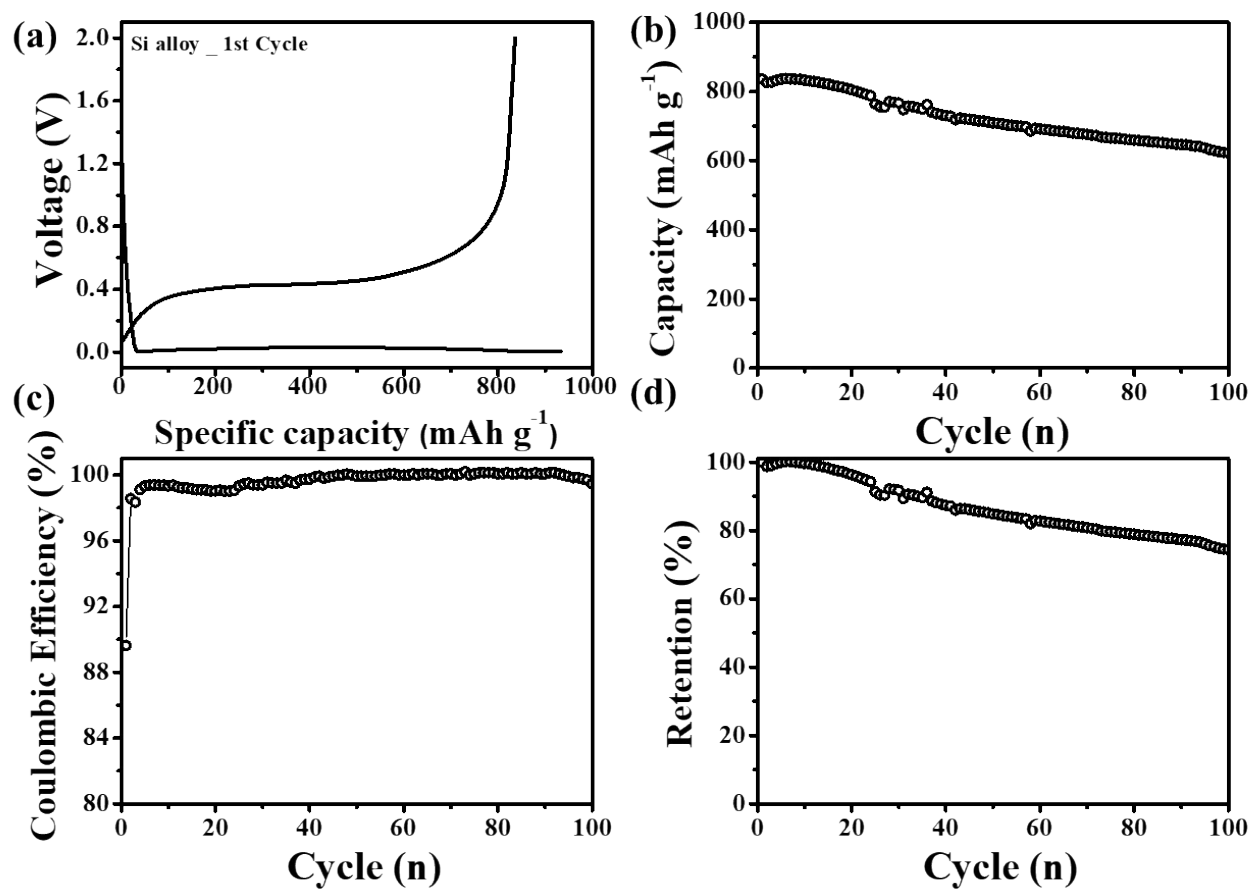 (a)
Si alloy _ 1st Cycle
2.0
1.6
1.2
0.8
0.4
0.0
Voltage (V)
0 200 400 600 800 1000
Specific capacity (mAh g-1)
(b)
1000
800
600
400
200
0
Capacity (mAh g-1)
0 20 40 60 80 100
Cycle (n)
(c)
100
96
92
88
84
80
Coulombic Efficiency (%)
0 20 40 60 80 100
Cycle (n)
(d)
100
80
60
40
20
0
Retention (%)
0 20 40 60 80 100
Cycle (n)